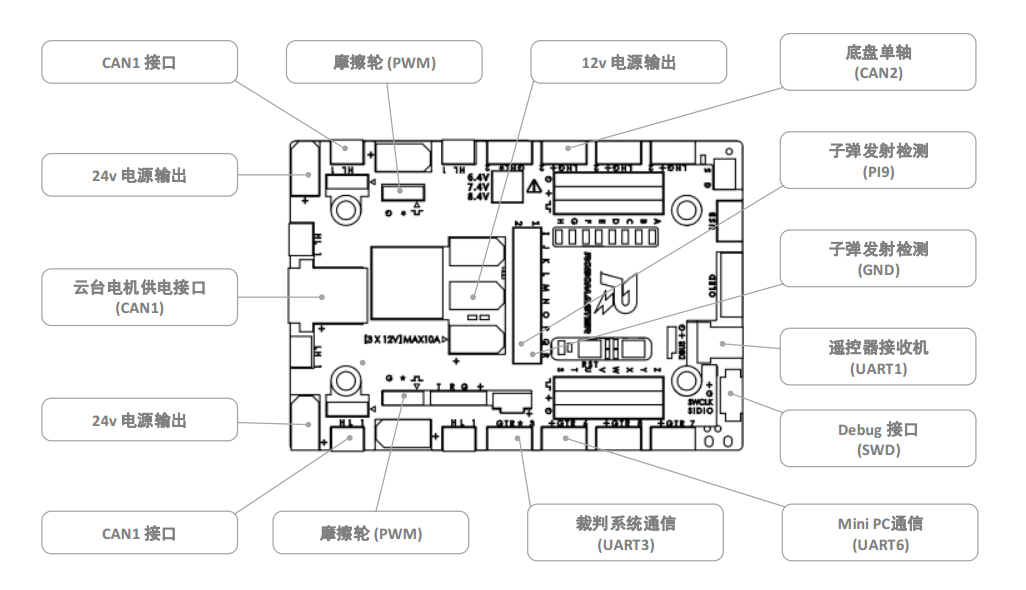 CAN1 接口
摩擦轮 (PWM)
12v 电源输出
底盘单轴
(CAN2)
24v 电源输出
子弹发射检测
(PI9)
6.4V
7.4V
8.4V
H G F E D C B A
子弹发射检测
(GND)
云台电机供电接口
(CAN1)
OLED
[3 X 12V] MAX10A
RST
DBUS
遥控器接收机
(UART1)
S T U V W X Y Z
SWCLK
SIDIO
24v 电源输出
Debug 接口
(SWD)
CAN1 接口
摩擦轮 (PWM)
裁判系统通信
(UART3)
Mini PC通信
(UART6)